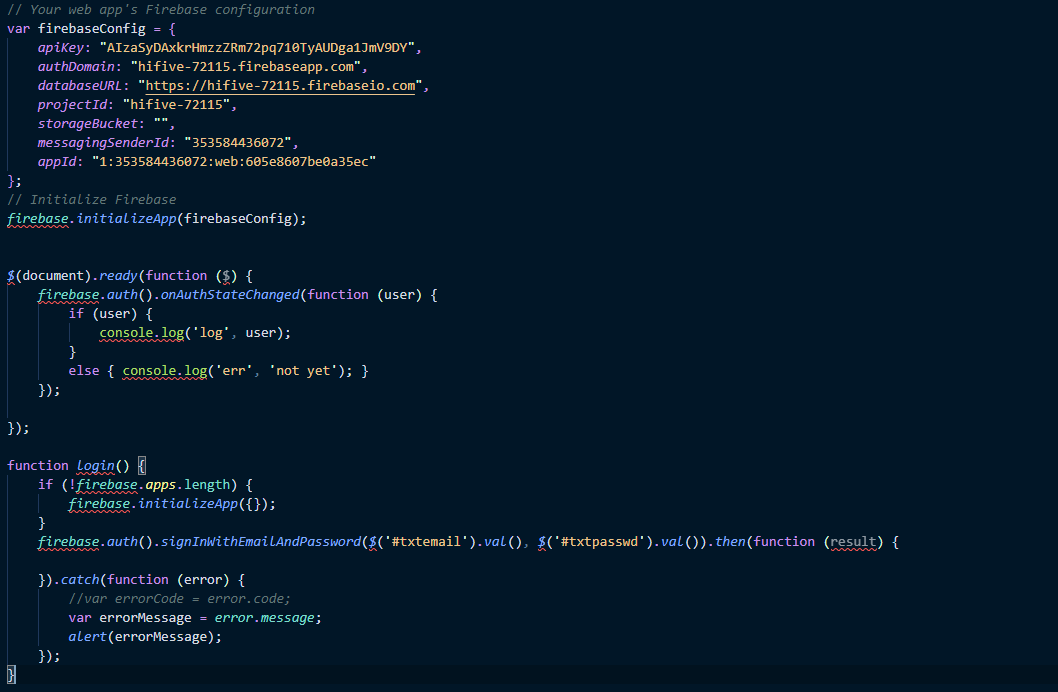 // Your web app's Firebase configuration
var firebaseConfig = {
    apiKey: "AIzaSyDAxkrHmzzZRm72pq710TyAUDga1JmV9DY",
    authDomain: "hifive-72115.firebaseapp.com",
    databaseURL: "https://hifive-72115.firebaseio.com",
    projectId: "hifive-72115",
    storageBucket: "",
    messagingSenderId: "353584436072",
    appId: "1:353584436072:web:605e8607be0a35ec"
};
// Initialize Firebase
firebase.initializeApp(firebaseConfig);
$(document).ready(function ($) {
    firebase.auth().onAuthStateChanged(function (user) {
        if (user) {
            console.log('log', user);
        }
        else { console.log('err', 'not yet'); }
    });
});
function login() {
    if (!firebase.apps.length) {
        firebase.initializeApp({});
    }
    firebase.auth().signInWithEmailAndPassword($('#txtemail').val(), $('#txtpasswd').val()).then(function (result) {
    }).catch(function (error) {
        //var errorCode = error.code;
        var errorMessage = error.message;
        alert(errorMessage);
    });
}